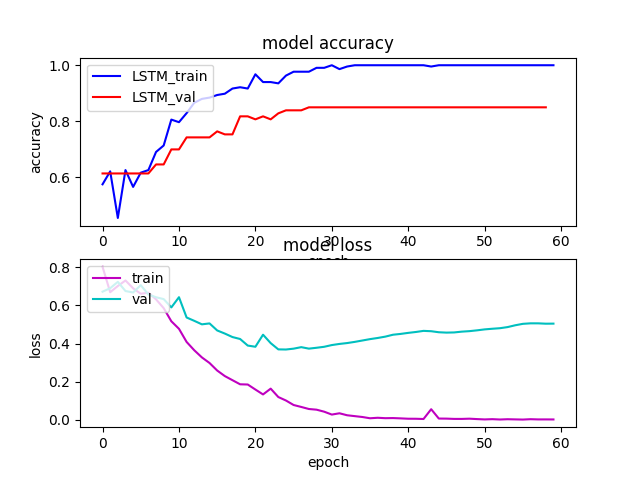 model accuracy
1.0
0.8
0.6
accuracy
LSTM_train
LSTM_val
0 10 20 30 40 50 60
epoch
model loss
0.8
0.6
0.4
0.2
0.0
loss
train
val
0 10 20 30 40 50 60
epoch